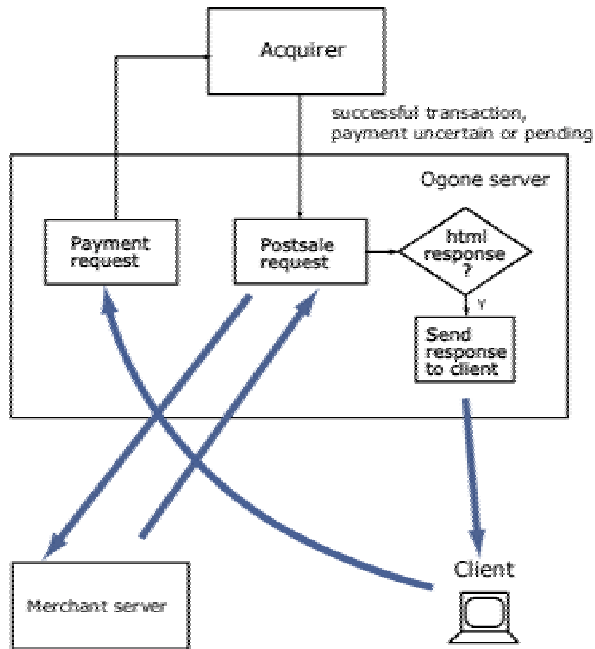 Acquirer
successful transaction,
payment uncertain or pending
Ogone server
Payment
request
Postsale
request
html
response
?
Y
Send
response
to client
Client
Merchant server